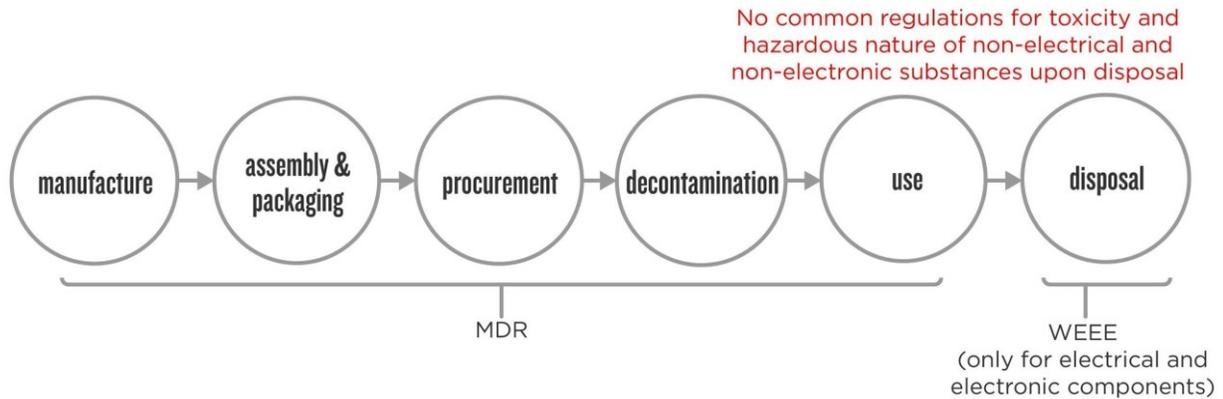 No common regulations for toxicity and
hazardous nature of non-electrical and
non-electronic substances upon disposal
manufacture
assembly &
packaging
procurement
decontamination
use
disposal
MDR
WEEE
(only for electrical and
electronic components)